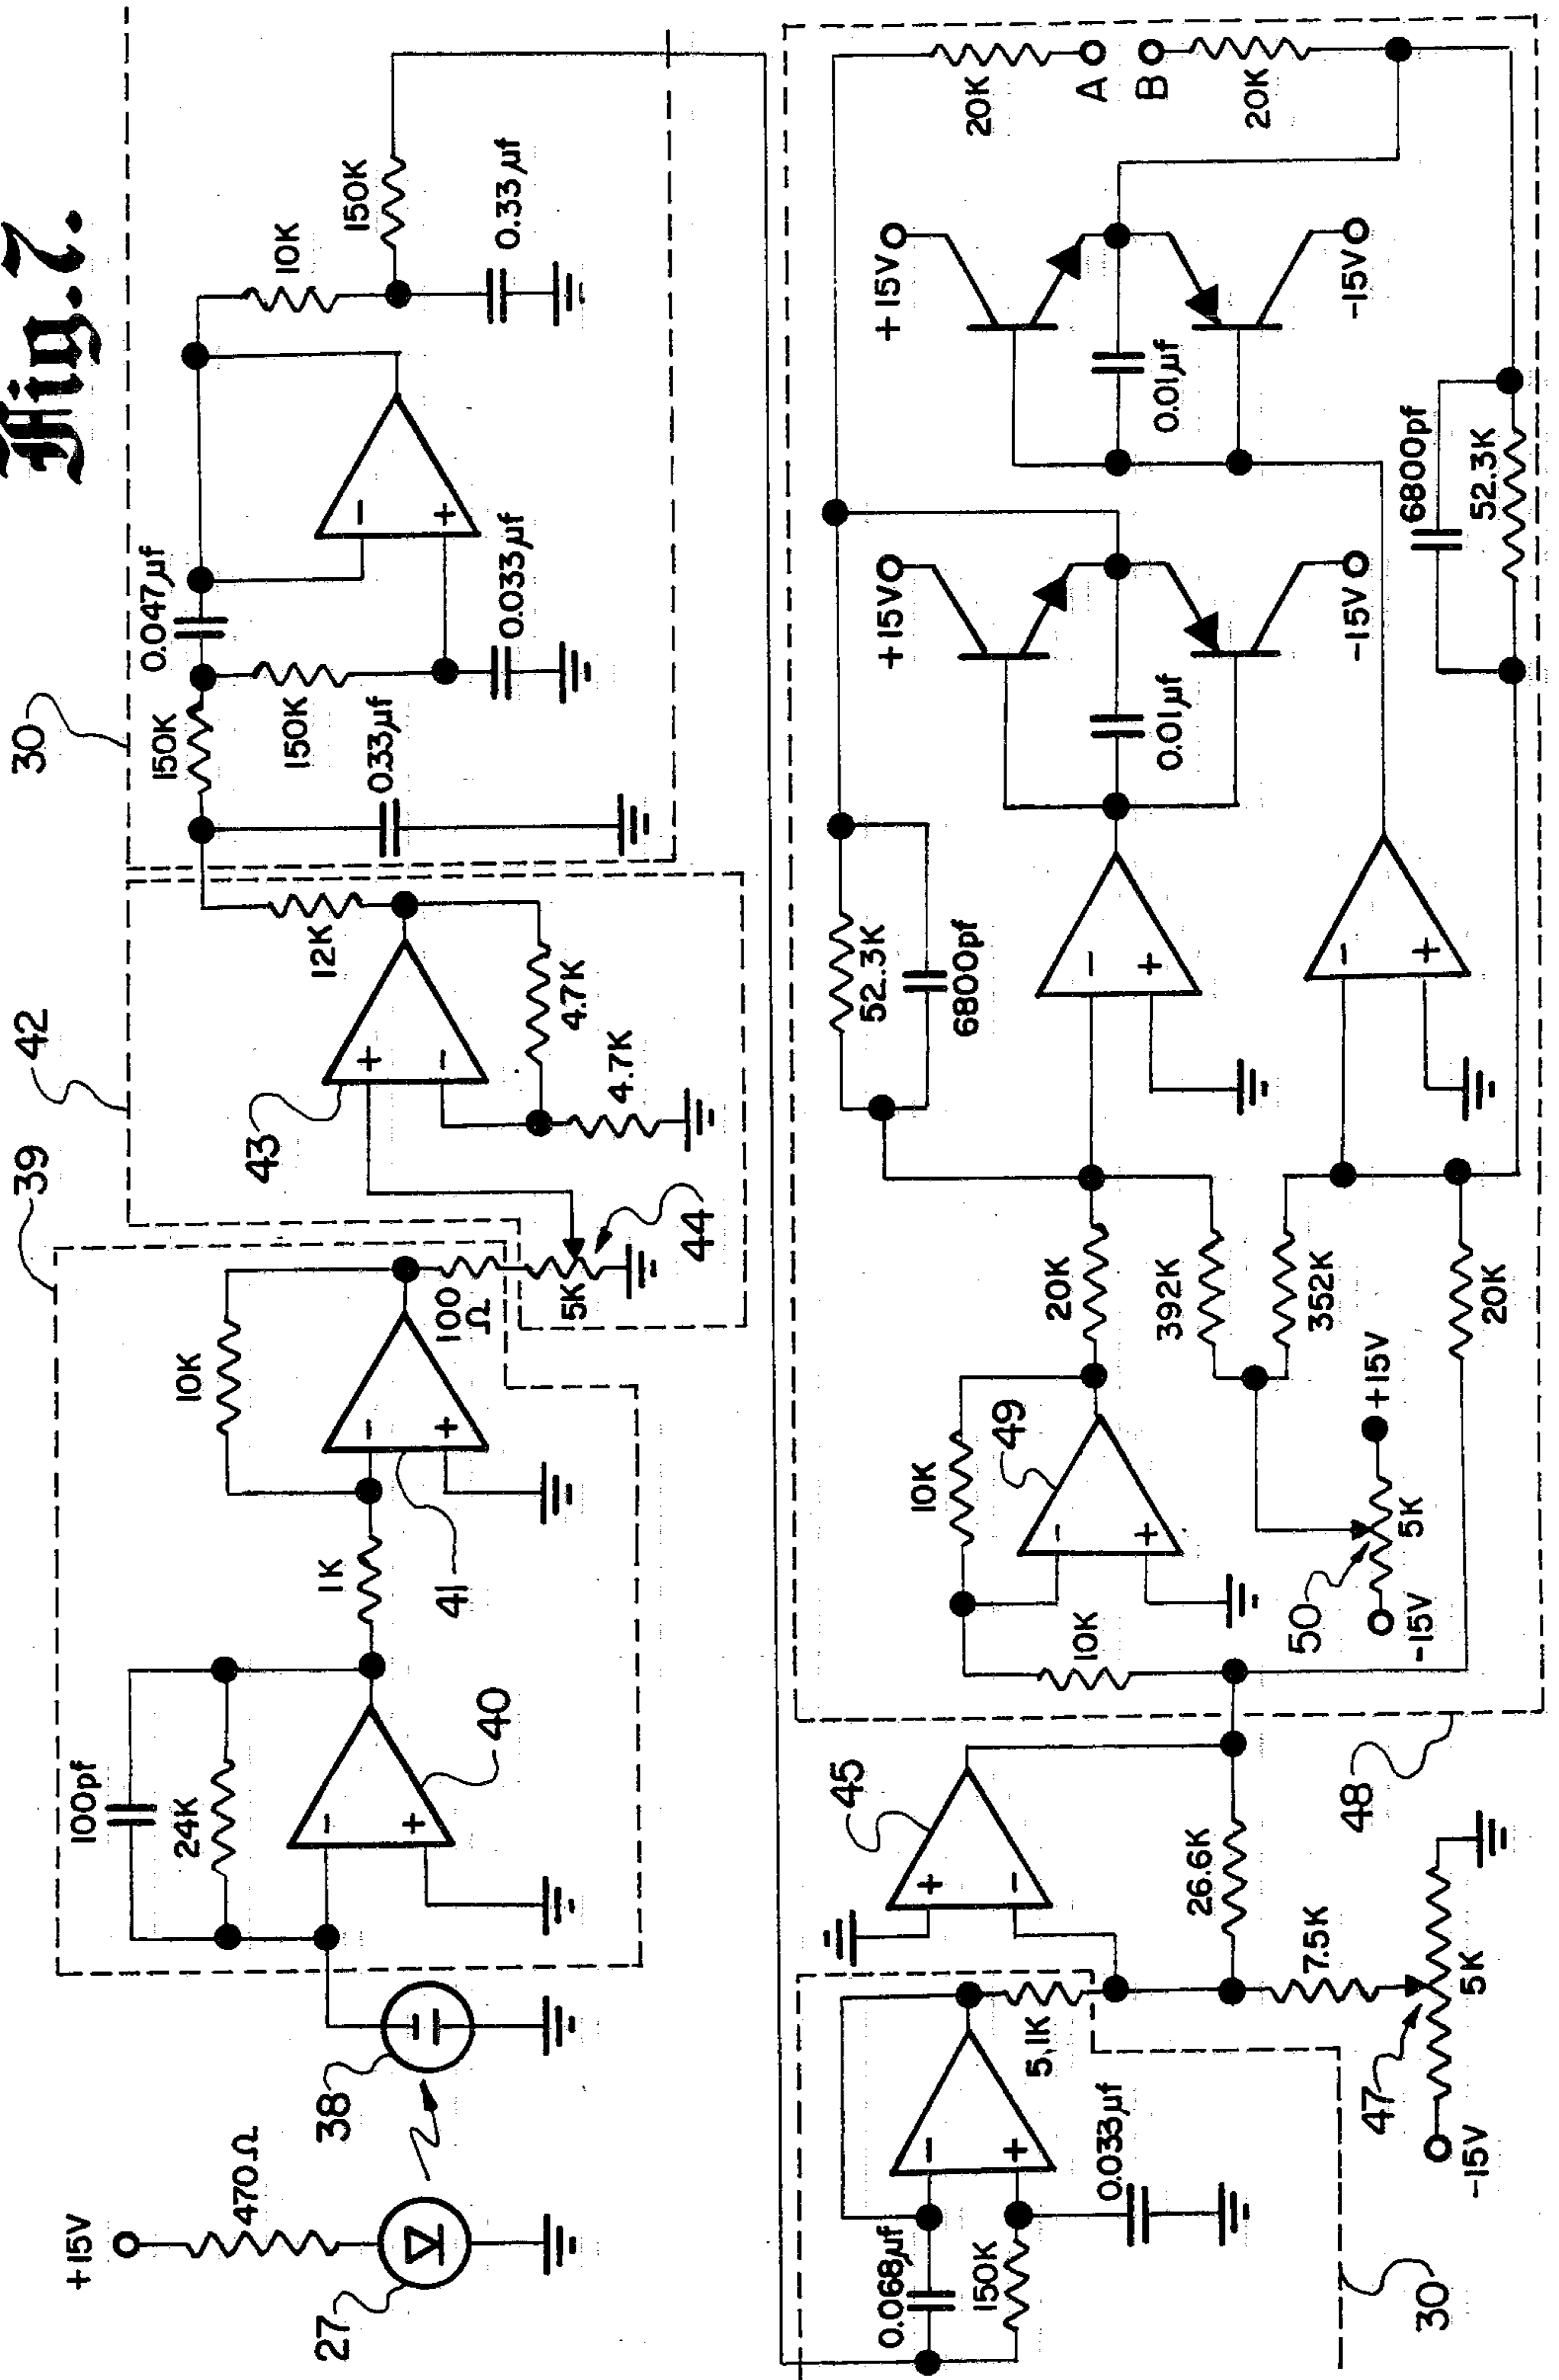 Fig. 7.
+15V
470Ω
27
38
100pf
24K
-
+
40
39
1K
10K
-
+
41
100
Ω
5K
44
42
43
+
-
12K
4.7K
4.7K
30
150K
0.047µf
150K
0.33µf
-
+
0.033µf
10K
150K
0.33µf
0.068µf
150K
-
+
0.033µf
30
5.1K
45
+
-
26.6K
7.5K
47
5K
-15V
48
10K
10K
-
+
49
50
-15V
5K
+15V
20K
392K
352K
20K
52.3K
6800pf
-
+
-
+
+15V
0.01µf
-15V
+15V
0.01µf
-15V
6800pf
52.3K
20K
A
B
20K